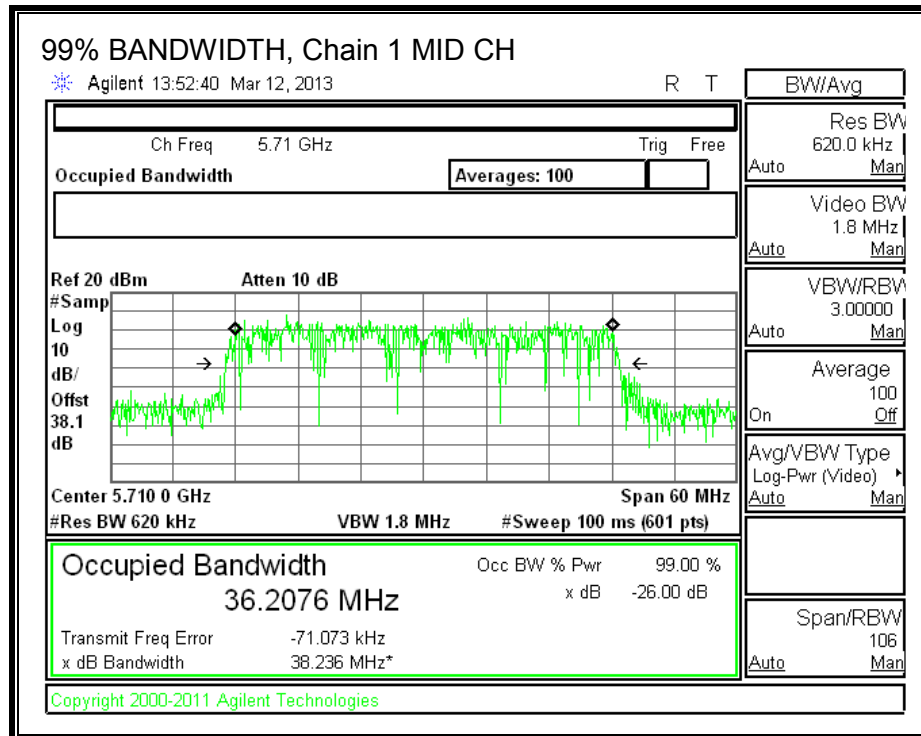 99% BANDWIDTH, Chain 1 MID CH
Agilent 13:52:40 Mar 12, 2013 R T
BW/Avg
Ch Freq 5.71 GHz Trig Free
Occupied Bandwidth Averages: 100
Res BW
620.0 kHz
Auto Man
Video BW
1.8 MHz
Auto Man
VBW/RBW
3.00000
Auto Man
Average
100
On Off
Avg/VBW Type
Log-Pwr (Video)
Auto Man
Span/RBW
106
Auto Man
Ref 20 dBm Atten 10 dB
#Samp
Log
10
dB/
Offst
38.1
dB
Center 5.710 0 GHz Span 60 MHz
#Res BW 620 kHz VBW 1.8 MHz #Sweep 100 ms (601 pts)
Occupied Bandwidth Occ BW % Pwr 99.00 %
36.2076 MHz x dB -26.00 dB
Transmit Freq Error -71.073 kHz
x dB Bandwidth 38.236 MHz*
Copyright 2000-2011 Agilent Technologies